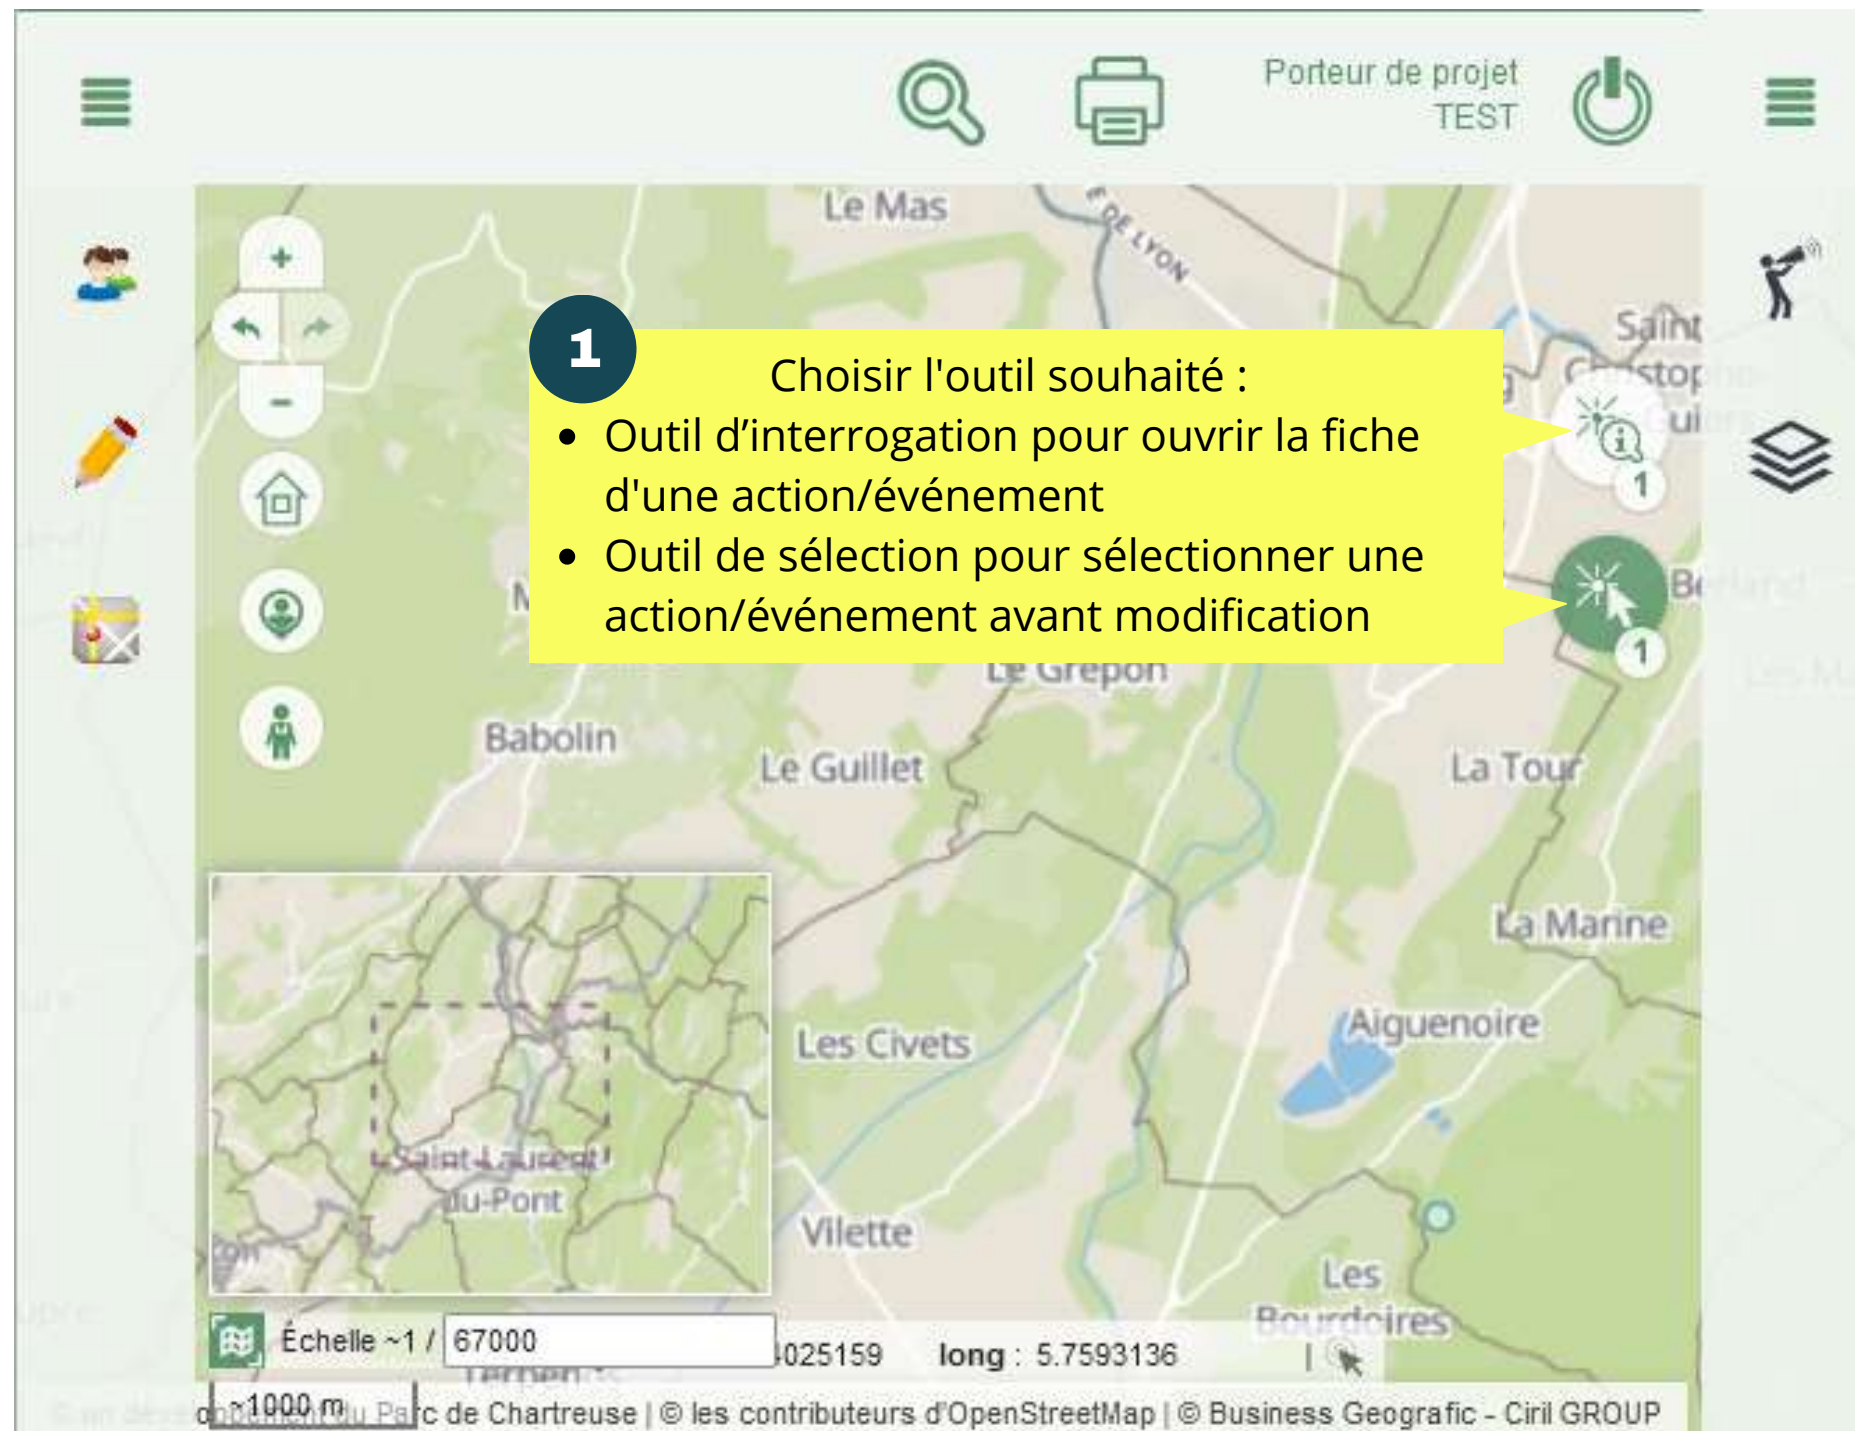 Porteur de projet
TEST
Le Mas
E DE LYON
Saint
1
Choisir l'outil souhaité :
• Outil d’interrogation pour ouvrir la fiche
d'une action/événement
1
• Outil de sélection pour sélectionner une
action/événement avant modification
1
Le Grepon
Babolin
Le Guillet
La Tour
La Marine
Aiguenoire
Les Civets
Saint-Laurent-
du-Pont
Vilette
Les
Bourdoires
Échelle ~1 / 67000
4025159 long : 5.7593136 |
~1000 m
Parc de Chartreuse | © les contributeurs d'OpenStreetMap | © Business Geografic - Ciril GROUP